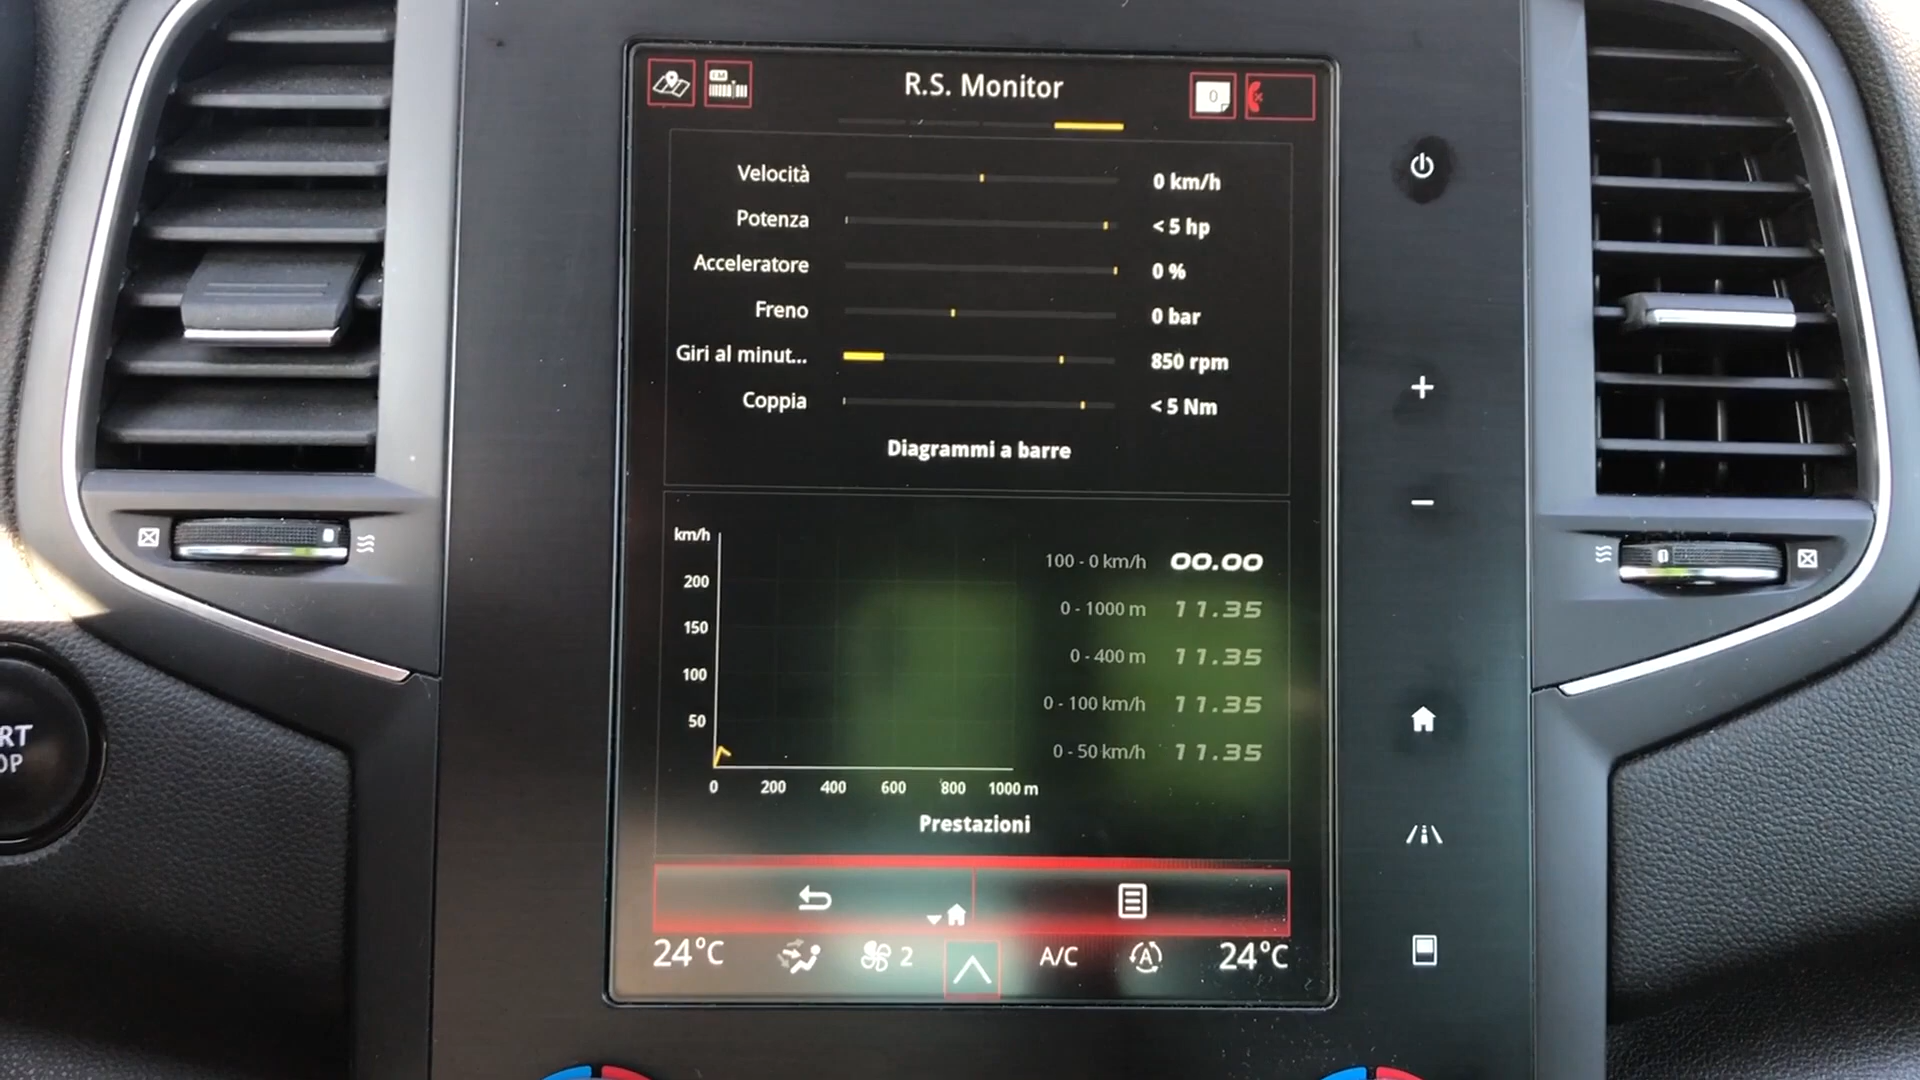 R.S. Monitor
0
Velocità 0 km/h
Potenza < 5 hp
Acceleratore 0 %
Freno 0 bar
Giri al minut... 850 rpm
Coppia < 5 Nm
Diagrammi a barre
km/h
200
150
100
50
0 200 400 600 800 1000 m
100 - 0 km/h 00.00
0 - 1000 m 11.35
0 - 400 m 11.35
0 - 100 km/h 11.35
0 - 50 km/h 11.35
Prestazioni
24°C 2 A/C A 24°C
RT
OP